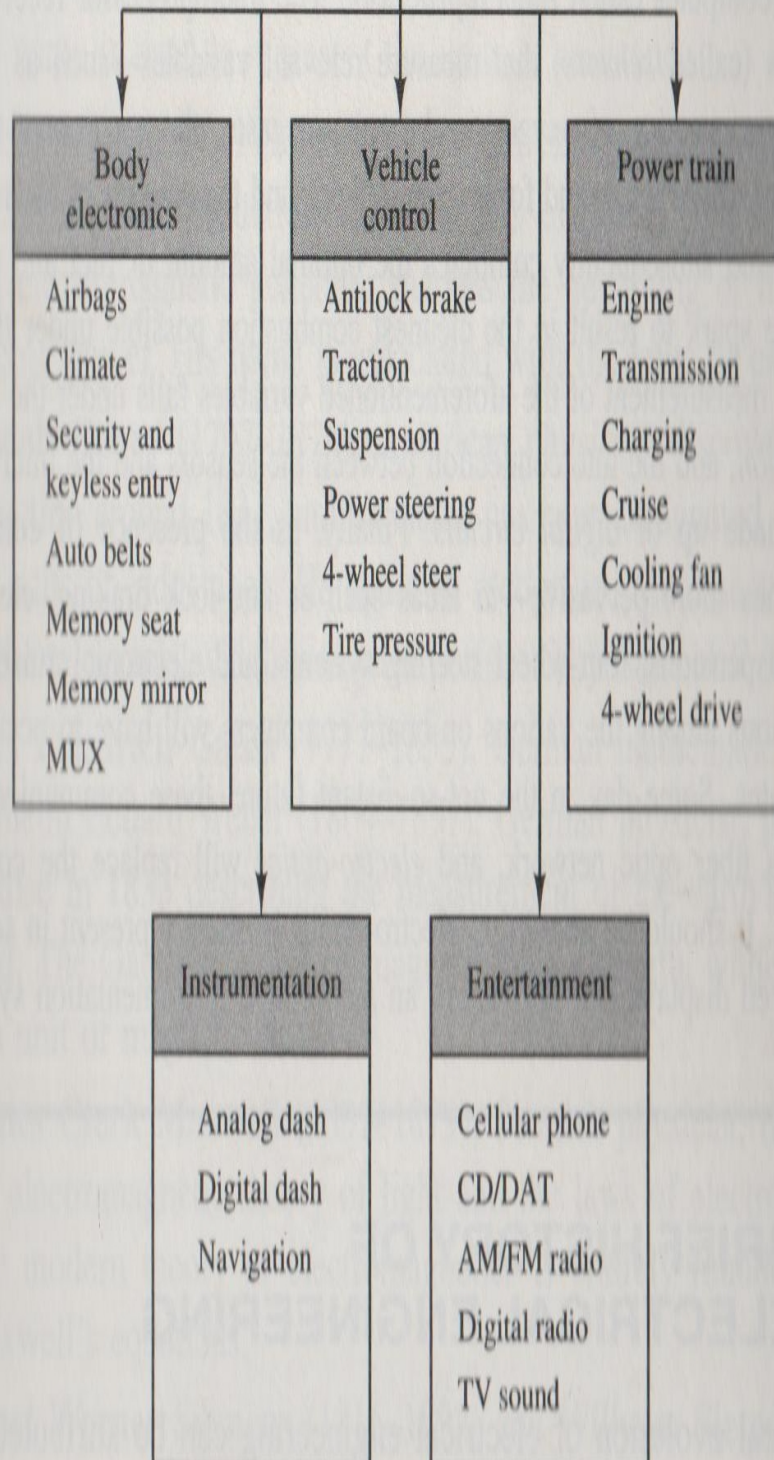 Body
electronics
Airbags
Climate
Security and
keyless entry
Auto belts
Memory seat
Memory mirror
MUX
Vehicle
control
Antilock brake
Traction
Suspension
Power steering
4-wheel steer
Tire pressure
Power train
Engine
Transmission
Charging
Cruise
Cooling fan
Ignition
4-wheel drive
Instrumentation
Analog dash
Digital dash
Navigation
Entertainment
Cellular phone
CD/DAT
AM/FM radio
Digital radio
TV sound